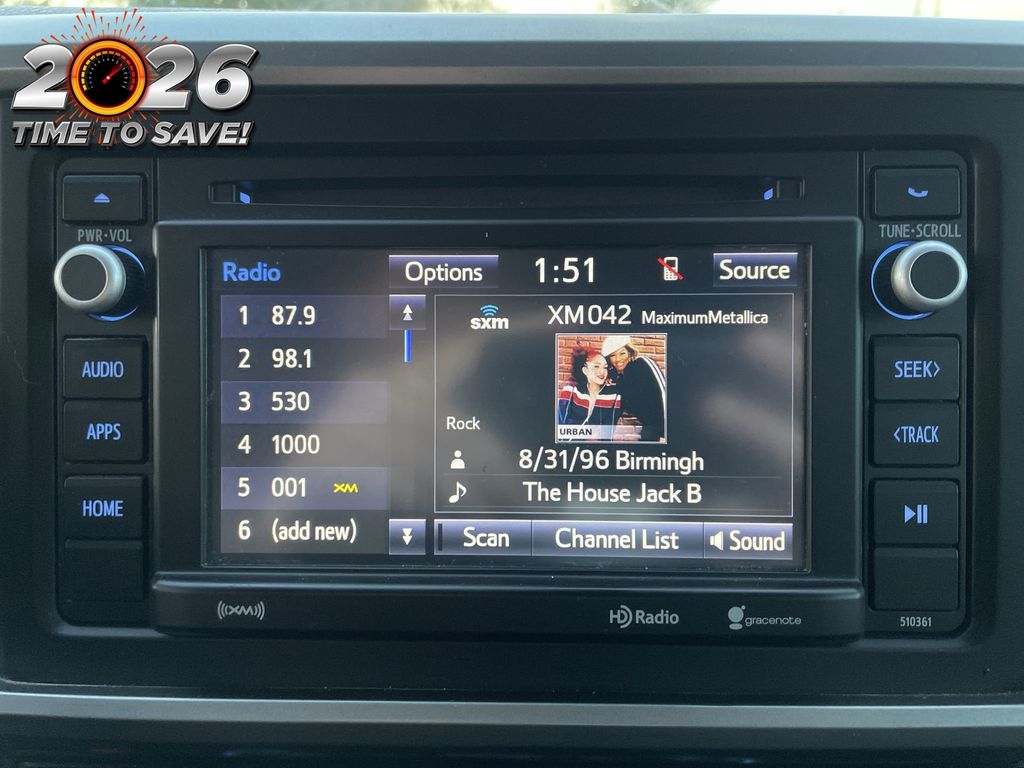 2026
TIME TO SAVE!
PWR•VOL
TUNE•SCROLL
Radio
Options
1:51
Source
1 87.9
2 98.1
3 530
4 1000
5 001 XM
6 (add new)
sxm
XM042 MaximumMetallica
URBAN
Rock
8/31/96 Birmingh
The House Jack B
Scan
Channel List
Sound
AUDIO
APPS
HOME
SEEK>
<TRACK
((XM))
HD Radio
gracenote
510361